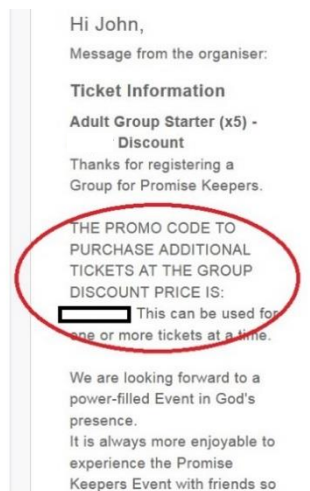 Hi John,
Message from the organiser:
Ticket Information
Adult Group Starter (x5) -
Discount
Thanks for registering a
Group for Promise Keepers.
THE PROMO CODE TO
PURCHASE ADDITIONAL
TICKETS AT THE GROUP
DISCOUNT PRICE IS:
This can be used for
one or more tickets at a time.
We are looking forward to a
power-filled Event in God's
presence.
It is always more enjoyable to
experience the Promise
Keepers Event with friends so